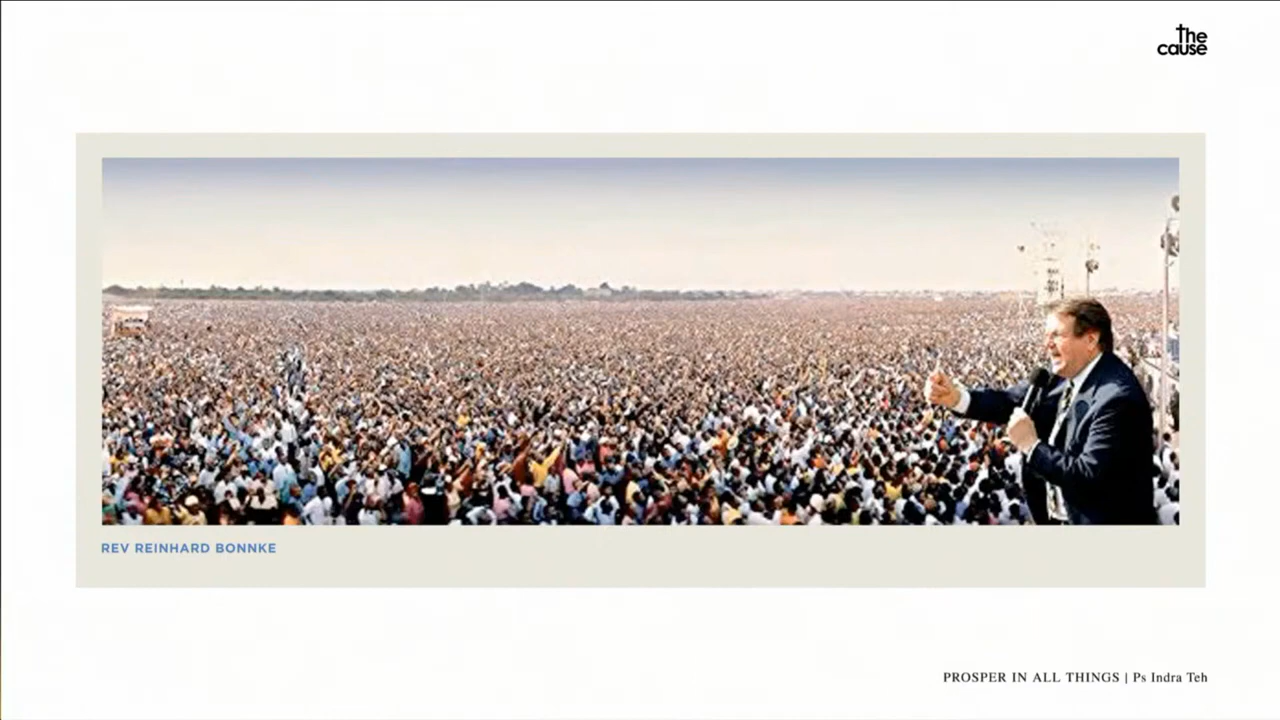 the
cause
REV REINHARD BONNKE
PROSPER IN ALL THINGS | Ps Indra Teh